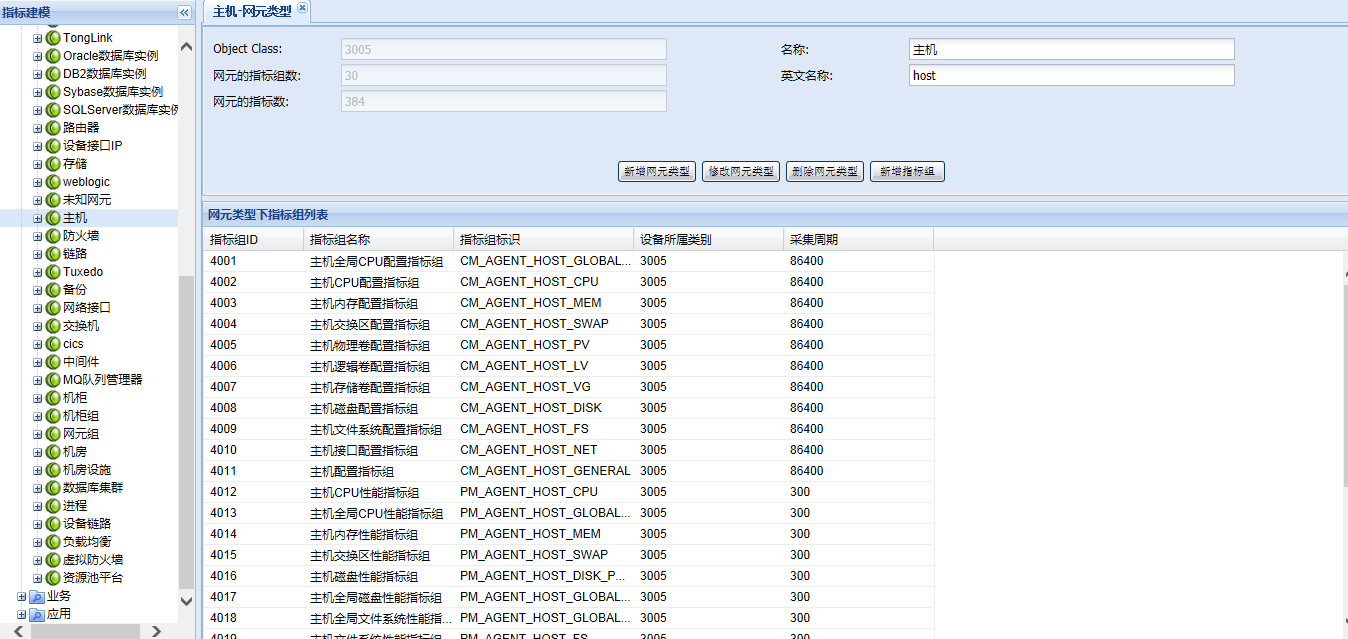 指标建模
TongLink
Oracle数据库实例
DB2数据库实例
Sybase数据库实例
SQLServer数据库实例
路由器
设备接口IP
存储
weblogic
未知网元
主机
防火墙
链路
Tuxedo
备份
网络接口
交换机
cics
中间件
MQ队列管理器
机柜
机柜组
网元组
机房
机房设施
数据库集群
进程
设备链路
负载均衡
虚拟防火墙
资源池平台
业务
应用
主机-网元类型
Object Class: 3005 名称: 主机
网元的指标组数: 30 英文名称: host
网元的指标数: 384
新增网元类型 修改网元类型 删除网元类型 新增指标组
网元类型下指标组列表
指标组ID 指标组名称 指标组标识 设备所属类别 采集周期
4001 主机全局CPU配置指标组 CM_AGENT_HOST_GLOBAL... 3005 86400
4002 主机CPU配置指标组 CM_AGENT_HOST_CPU 3005 86400
4003 主机内存配置指标组 CM_AGENT_HOST_MEM 3005 86400
4004 主机交换区配置指标组 CM_AGENT_HOST_SWAP 3005 86400
4005 主机物理卷配置指标组 CM_AGENT_HOST_PV 3005 86400
4006 主机逻辑卷配置指标组 CM_AGENT_HOST_LV 3005 86400
4007 主机存储卷配置指标组 CM_AGENT_HOST_VG 3005 86400
4008 主机磁盘配置指标组 CM_AGENT_HOST_DISK 3005 86400
4009 主机文件系统配置指标组 CM_AGENT_HOST_FS 3005 86400
4010 主机接口配置指标组 CM_AGENT_HOST_NET 3005 86400
4011 主机配置指标组 CM_AGENT_HOST_GENERAL 3005 86400
4012 主机CPU性能指标组 PM_AGENT_HOST_CPU 3005 300
4013 主机全局CPU性能指标组 PM_AGENT_HOST_GLOBAL... 3005 300
4014 主机内存性能指标组 PM_AGENT_HOST_MEM 3005 300
4015 主机交换区性能指标组 PM_AGENT_HOST_SWAP 3005 300
4016 主机磁盘性能指标组 PM_AGENT_HOST_DISK_P... 3005 300
4017 主机全局磁盘性能指标组 PM_AGENT_HOST_GLOBAL... 3005 300
4018 主机全局文件系统性能指... PM_AGENT_HOST_GLOBAL... 3005 300
4019 主机文件系统性能指标组 PM_AGENT_HOST_FS 3005 300